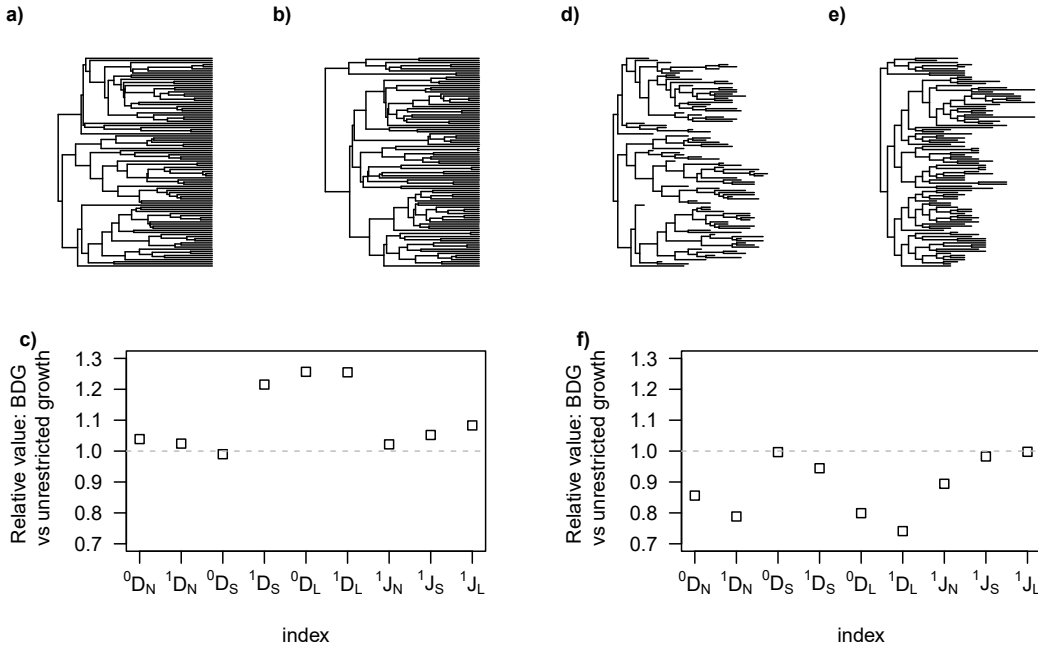 a)
b)
d)
e)
c)
Relative value: BDG
vs unrestricted growth
1.3
1.2
1.1
1.0
0.9
0.8
0.7
⁰D_N ¹D_N ⁰D_S ¹D_S ⁰D_L ¹D_L ¹J_N ¹J_S ¹J_L
index
f)
Relative value: BDG
vs unrestricted growth
1.3
1.2
1.1
1.0
0.9
0.8
0.7
⁰D_N ¹D_N ⁰D_S ¹D_S ⁰D_L ¹D_L ¹J_N ¹J_S ¹J_L
index